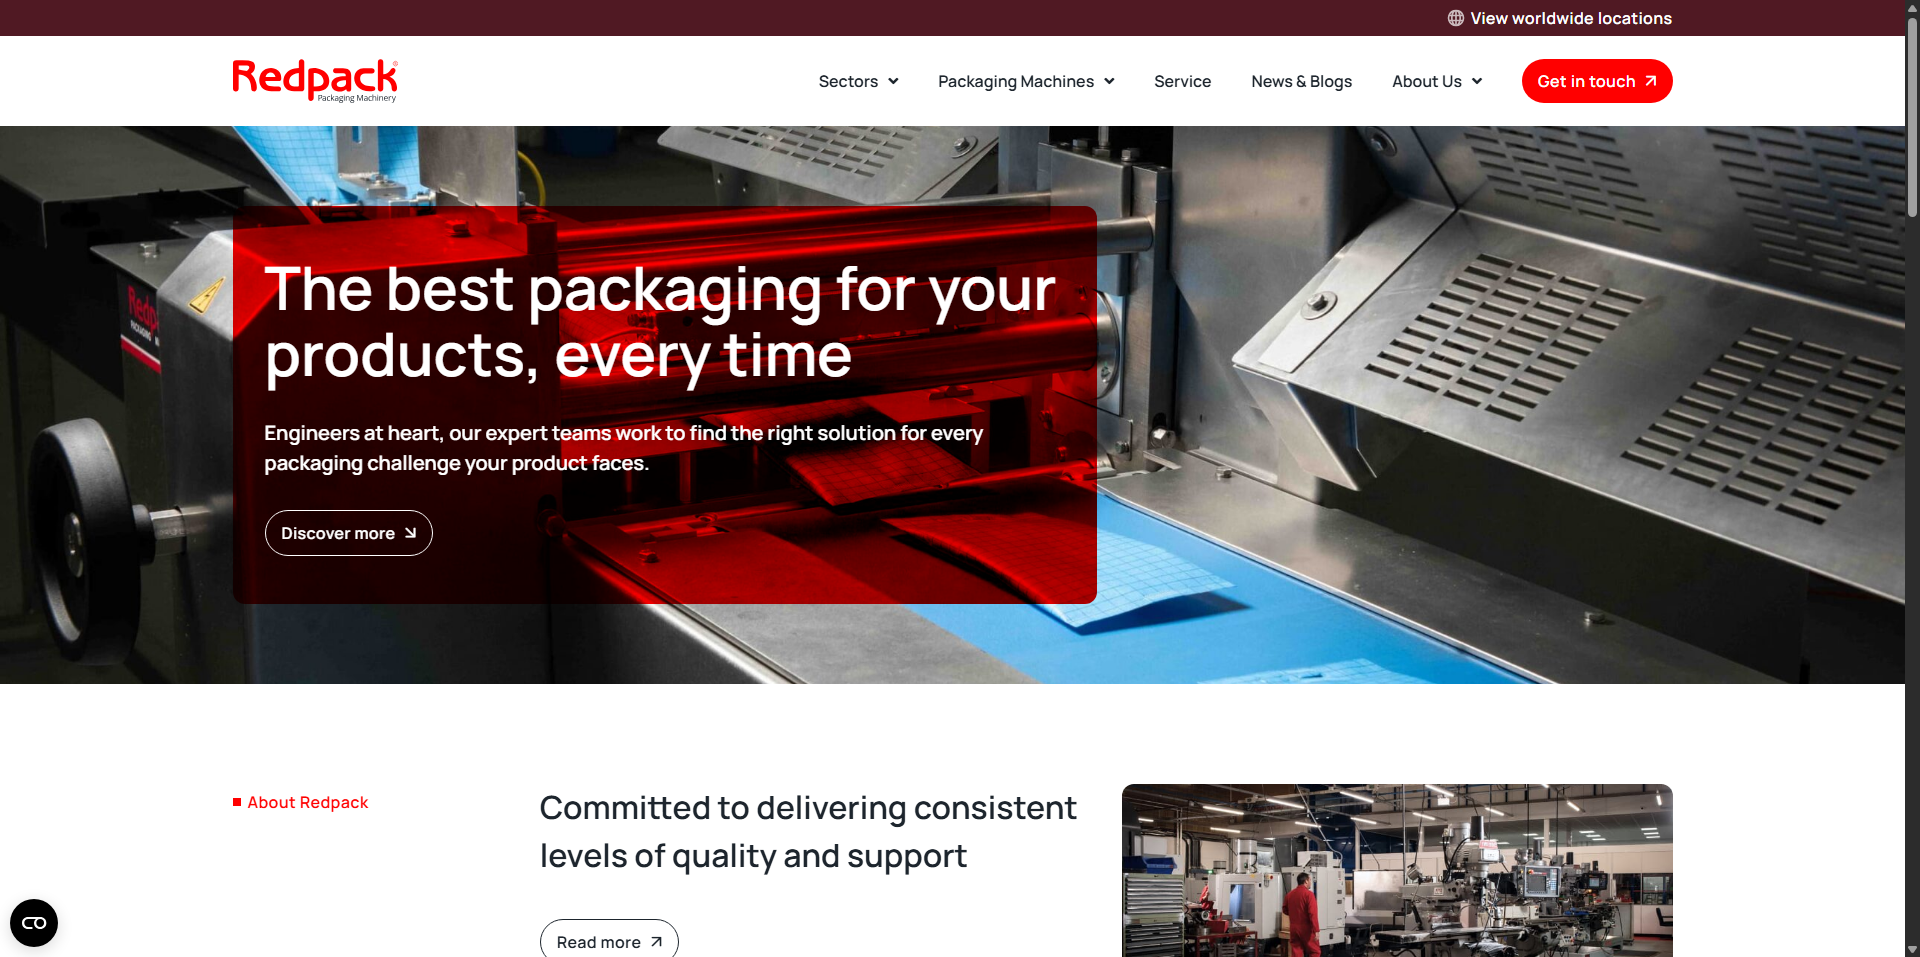 View worldwide locations
Redpack®
Packaging Machinery
Sectors
Packaging Machines
Service
News & Blogs
About Us
Get in touch
The best packaging for your
products, every time
Engineers at heart, our expert teams work to find the right solution for every
packaging challenge your product faces.
Discover more
About Redpack
Committed to delivering consistent
levels of quality and support
Read more